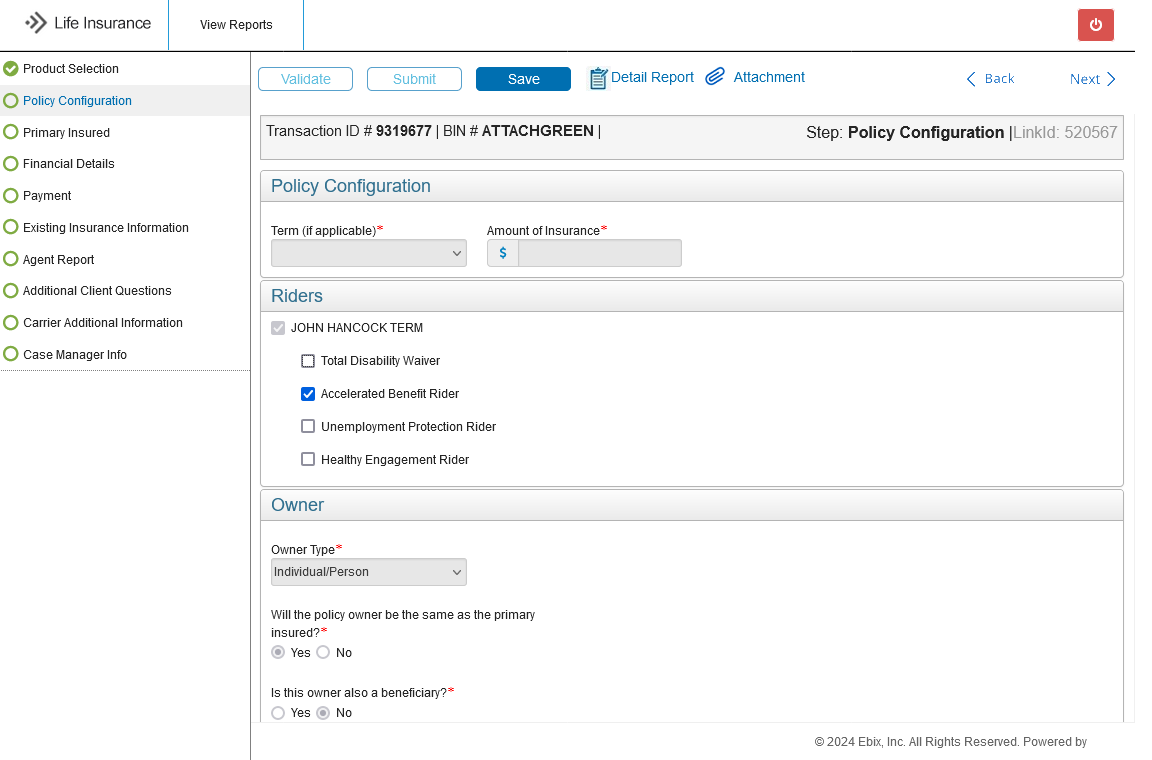 Life Insurance
View Reports
Product Selection
Policy Configuration
Primary Insured
Financial Details
Payment
Existing Insurance Information
Agent Report
Additional Client Questions
Carrier Additional Information
Case Manager Info
Validate Submit Save Detail Report Attachment Back Next
Transaction ID # 9319677 | BIN # ATTACHGREEN | Step: Policy Configuration |LinkId: 520567
Policy Configuration
Term (if applicable)* Amount of Insurance*
$
Riders
JOHN HANCOCK TERM
Total Disability Waiver
Accelerated Benefit Rider
Unemployment Protection Rider
Healthy Engagement Rider
Owner
Owner Type*
Individual/Person
Will the policy owner be the same as the primary
insured?*
Yes No
Is this owner also a beneficiary?*
Yes No
© 2024 Ebix, Inc. All Rights Reserved. Powered by